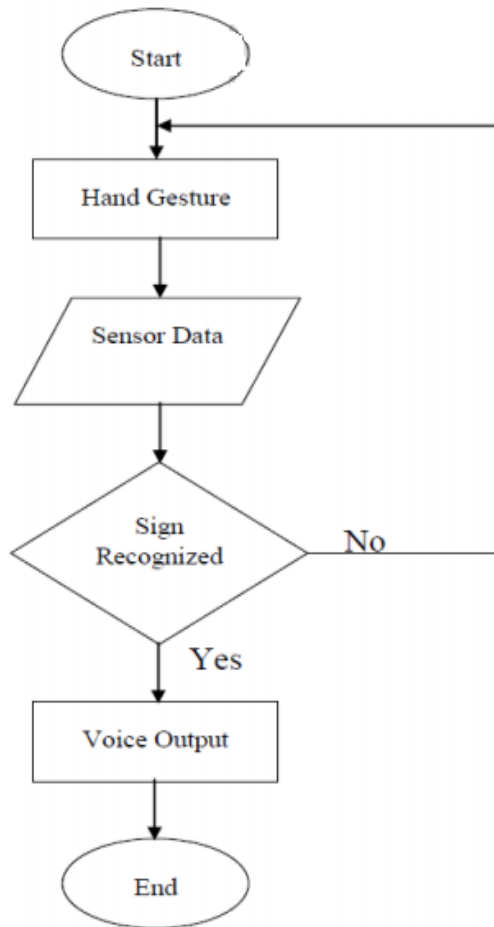 Start
Hand Gesture
Sensor Data
Sign
Recognized
No
Yes
Voice Output
End